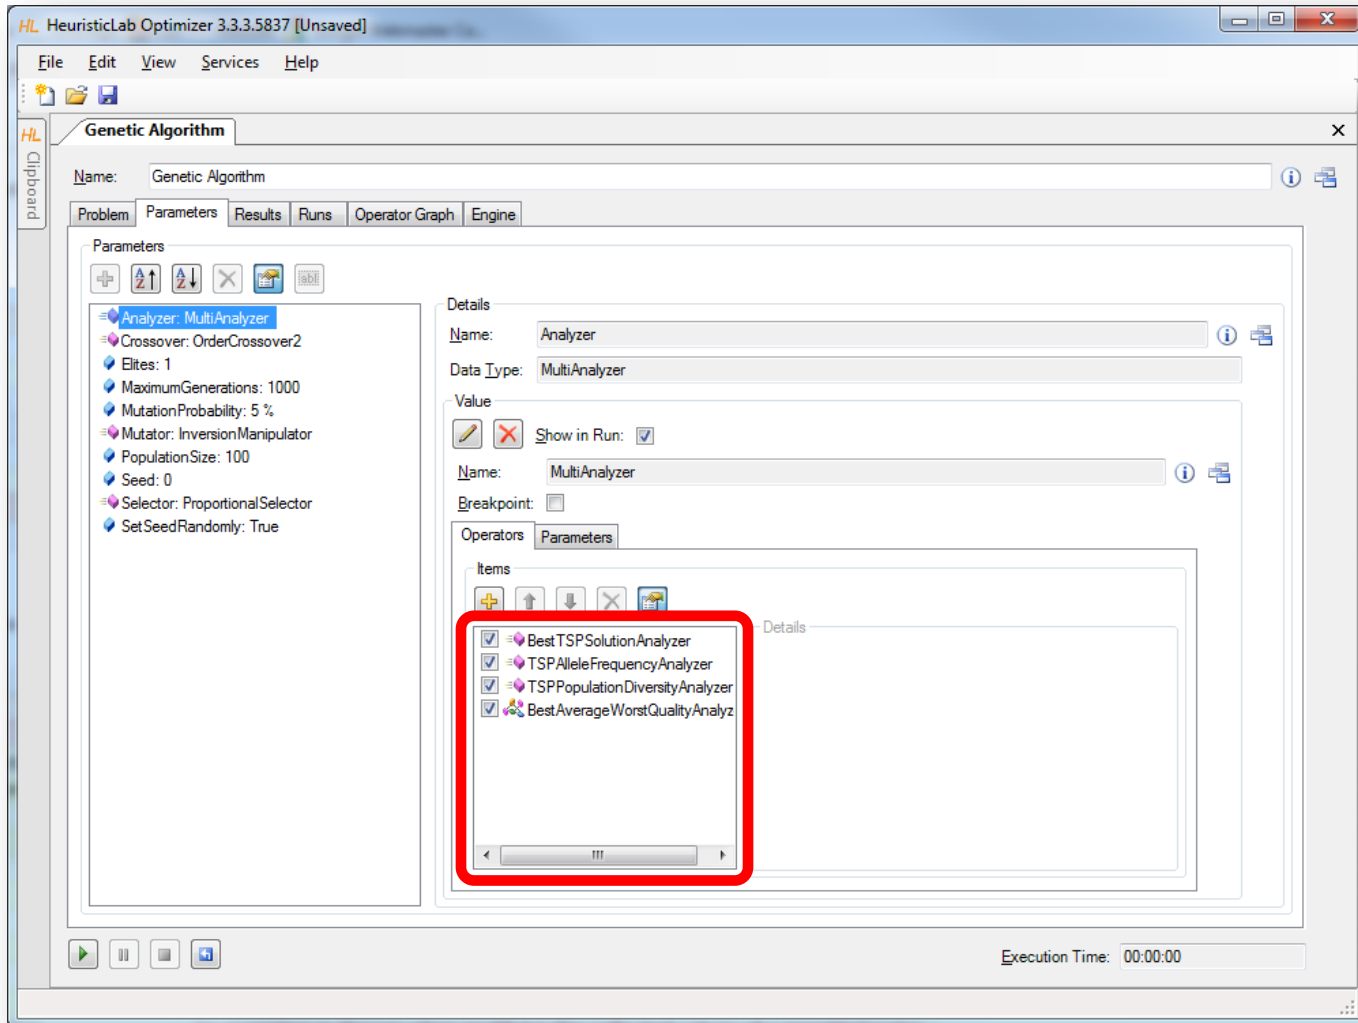 HL HeuristicLab Optimizer 3.3.3.5837 [Unsaved]
File Edit View Services Help
HL Clipboard
Genetic Algorithm
Name: Genetic Algorithm
Problem Parameters Results Runs Operator Graph Engine
Parameters
Analyzer: MultiAnalyzer
Crossover: OrderCrossover2
Elites: 1
MaximumGenerations: 1000
MutationProbability: 5 %
Mutator: InversionManipulator
PopulationSize: 100
Seed: 0
Selector: ProportionalSelector
SetSeedRandomly: True
Details
Name: Analyzer
Data Type: MultiAnalyzer
Value
Show in Run:
Name: MultiAnalyzer
Breakpoint:
Operators Parameters
Items
BestTSPSolutionAnalyzer
TSPAlleleFrequencyAnalyzer
TSPPopulationDiversityAnalyzer
BestAverageWorstQualityAnalyz
Details
Execution Time: 00:00:00